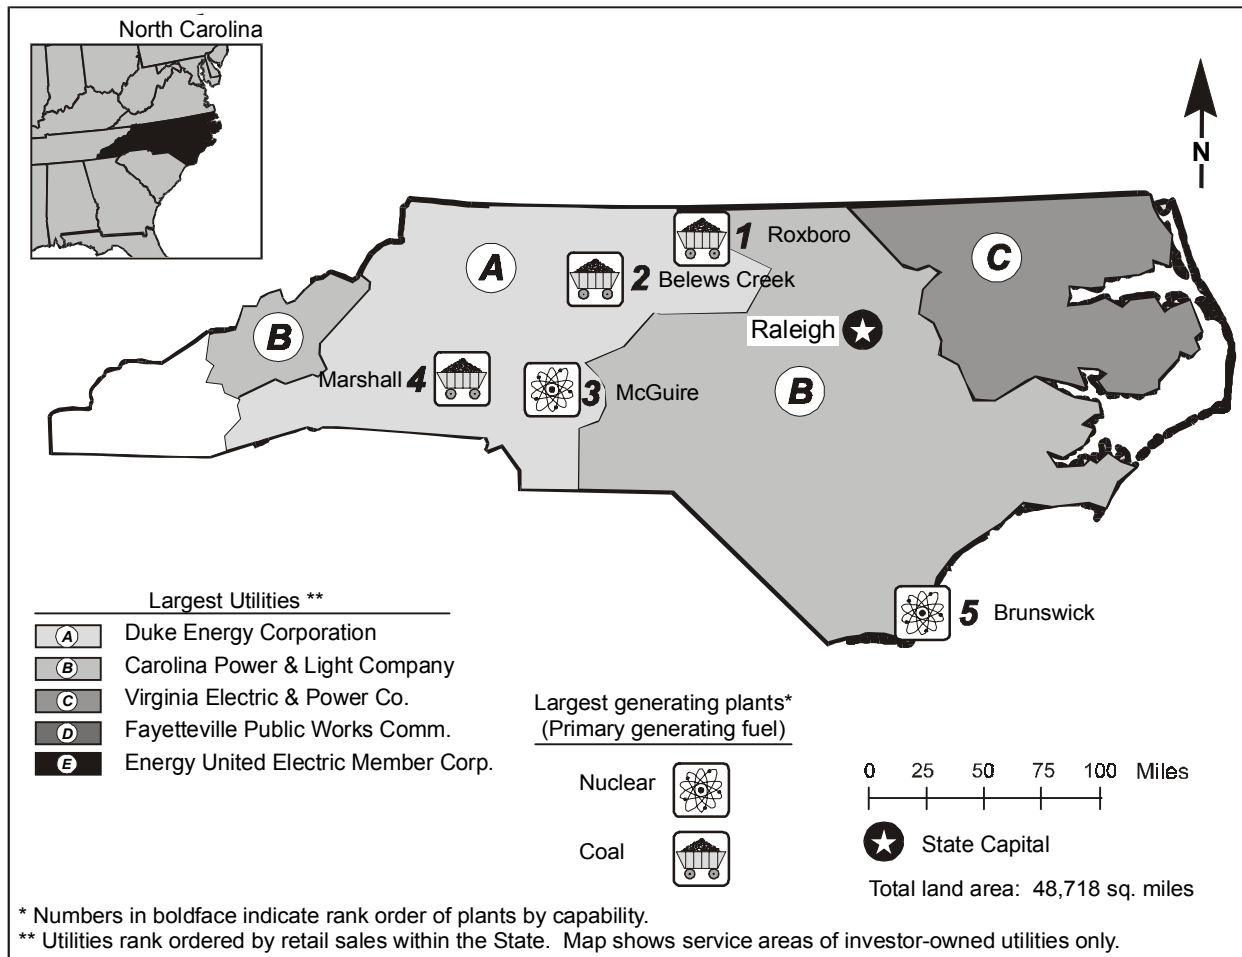 North Carolina
N
1 Roxboro
A
C
2 Belews Creek
Raleigh
B
Marshall 4
3 McGuire
B
5 Brunswick
Largest Utilities **
A Duke Energy Corporation
B Carolina Power & Light Company
C Virginia Electric & Power Co.
D Fayetteville Public Works Comm.
E Energy United Electric Member Corp.
Largest generating plants*
(Primary generating fuel)
Nuclear
Coal
0 25 50 75 100 Miles
State Capital
Total land area: 48,718 sq. miles
* Numbers in boldface indicate rank order of plants by capability.
** Utilities rank ordered by retail sales within the State. Map shows service areas of investor-owned utilities only.